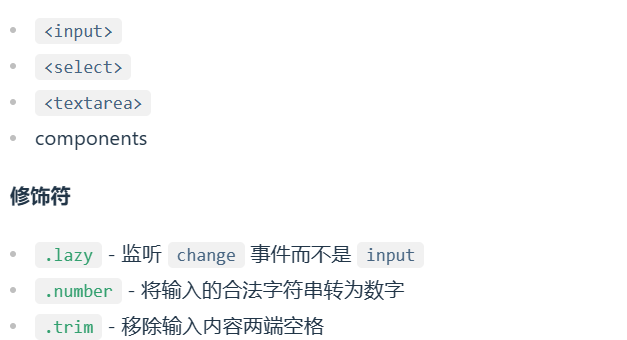 <input>
<select>
<textarea>
components
修饰符
.lazy - 监听 change 事件而不是 input
.number - 将输入的合法字符串转为数字
.trim - 移除输入内容两端空格